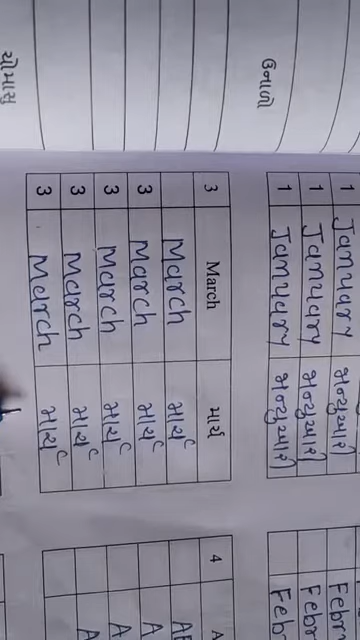 ઉનાળો
ચોમાસુ
1 January જાન્યુઆરી
1 January જાન્યુઆરી
1 January જાન્યુઆરી
3 March માર્ચ
March માર્ચ
3 March માર્ચ
3 March માર્ચ
3 March માર્ચ
3 March માર્ચ
Febr
Febr
Feb
4 A
A
A
A